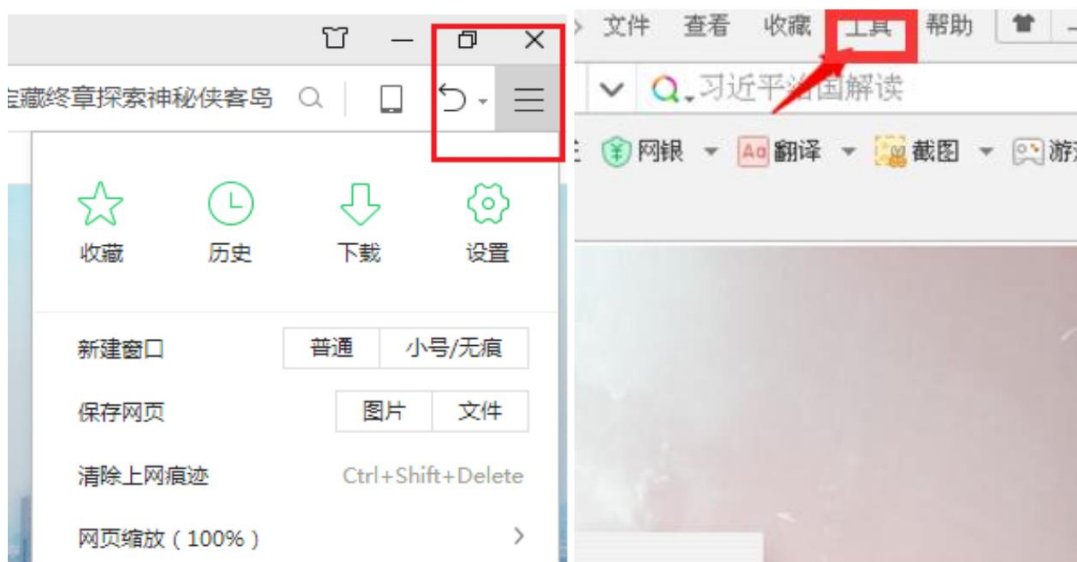 宝藏终章探索神秘侠客岛
收藏 历史 下载 设置
新建窗口 普通 小号/无痕
保存网页 图片 文件
清除上网痕迹 Ctrl+Shift+Delete
网页缩放(100%)
文件 查看 收藏 工具 帮助
习近平治国解读
网银 Aa 翻译 截图 游